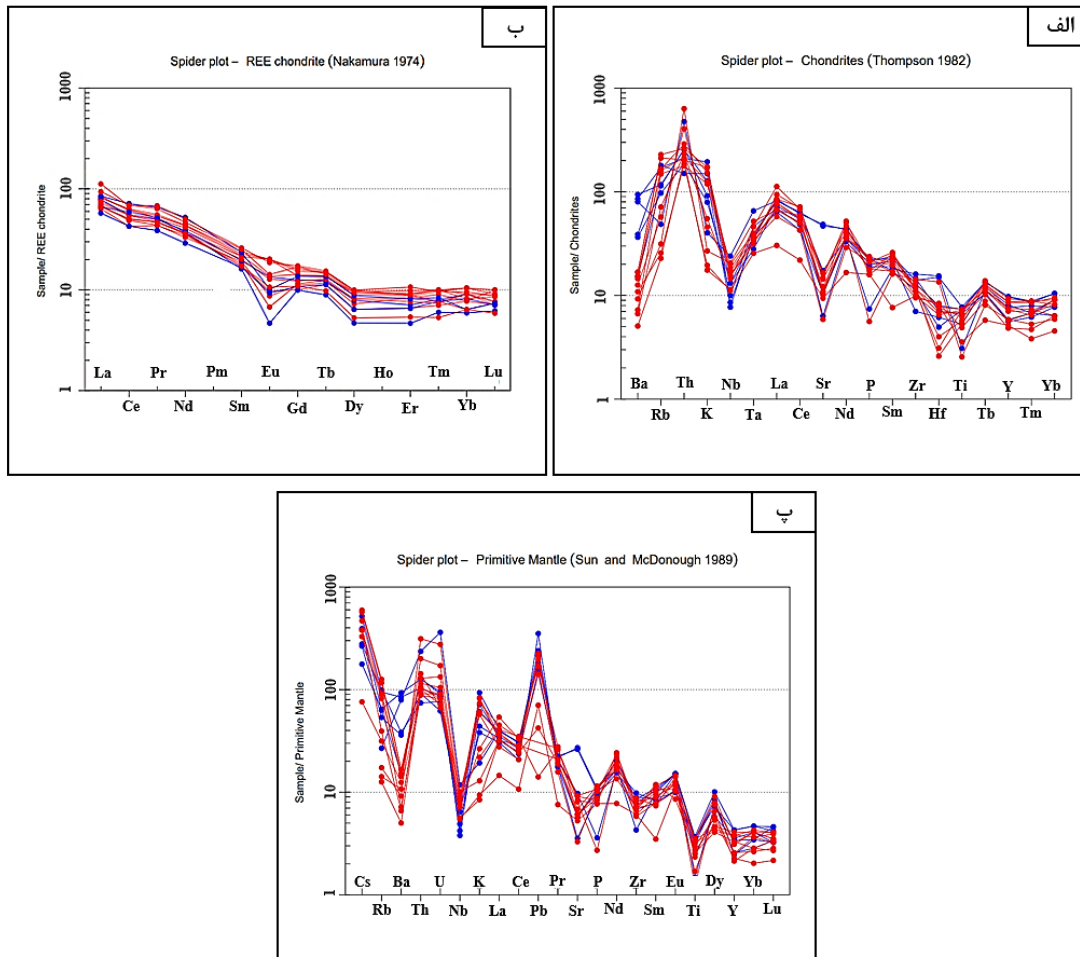 الف
Spider plot – Chondrites (Thompson 1982)
Sample/ Chondrites
1000
100
10
1
Ba Th Nb La Sr P Zr Ti Y Yb
Rb K Ta Ce Nd Sm Hf Tb Tm
ب
Spider plot – REE chondrite (Nakamura 1974)
Sample/ REE chondrite
1000
100
10
1
La Pr Pm Eu Tb Ho Tm Lu
Ce Nd Sm Gd Dy Er Yb
پ
Spider plot – Primitive Mantle (Sun and McDonough 1989)
Sample/ Primitive Mantle
1000
100
10
1
Cs Ba U K Ce Pr P Zr Eu Dy Yb
Rb Th Nb La Pb Sr Nd Sm Ti Y Lu